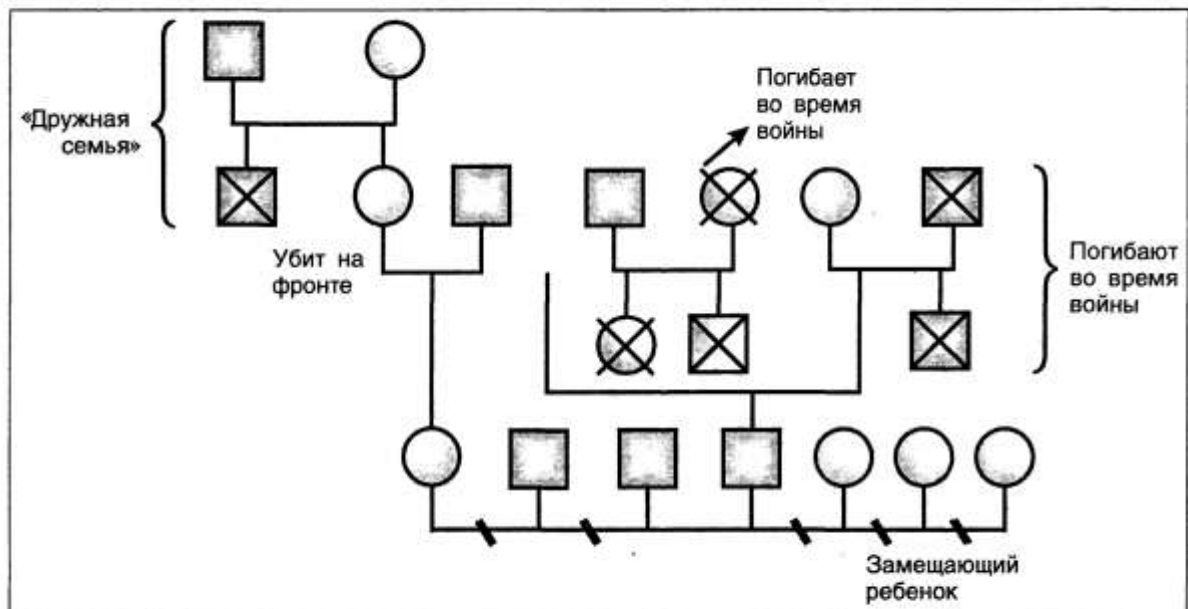 Погибает
во время
войны
«Дружная
семья»
Убит на
фронте
Погибают
во время
войны
Замещающий
ребенок